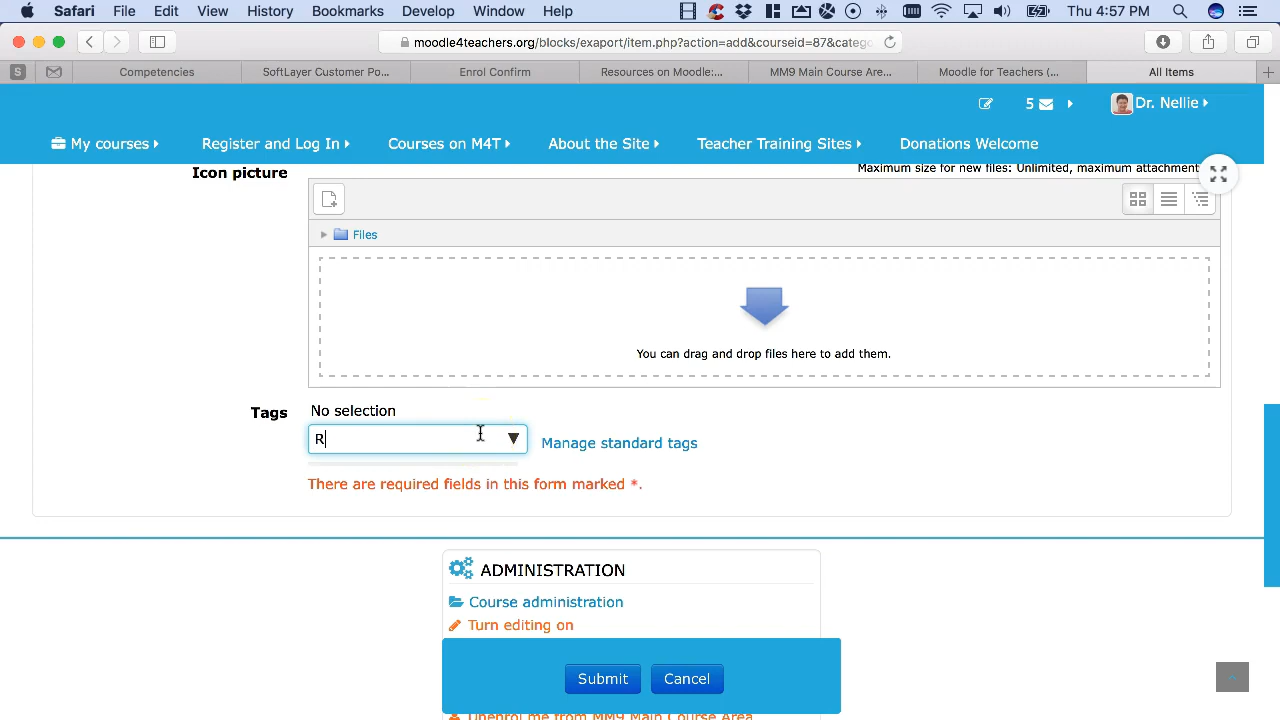 Safari File Edit View History Bookmarks Develop Window Help Thu 4:57 PM
moodle4teachers.org/blocks/exaport/item.php?action=add&courseid=87&catego
S Competencies SoftLayer Customer Po... Enrol Confirm Resources on Moodle:... MM9 Main Course Are... Moodle for Teachers (... All Items
5 Dr. Nellie
My courses Register and Log In Courses on M4T About the Site Teacher Training Sites Donations Welcome
Icon picture Maximum size for new files: Unlimited, maximum attachment
Files
You can drag and drop files here to add them.
Tags No selection
R Manage standard tags
There are required fields in this form marked *.
ADMINISTRATION
Course administration
Turn editing on
Submit Cancel
Unenrol me from MM9 Main Course Area